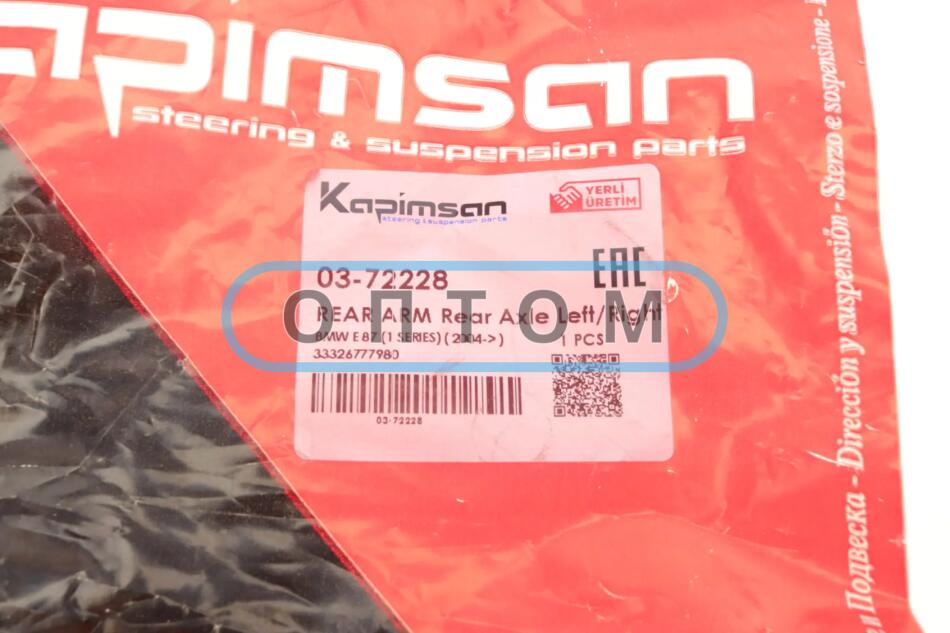 apimsan
steering & suspension parts
Kapimsan
steering & suspension parts
YERLİ
ÜRETİM
03-72228
EAC
ОПТОМ
REAR ARM Rear Axle Left/Right
BMW E 87 (1 SERIES) ( 2004-> )
1 PCS
33326777980
03-72228
и Подвеска - Dirección y suspensión - Sterzo e sospensione -